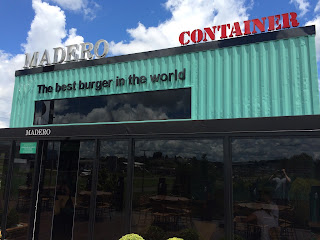 MADERO
CONTAINER
The best burger in the world
MADERO